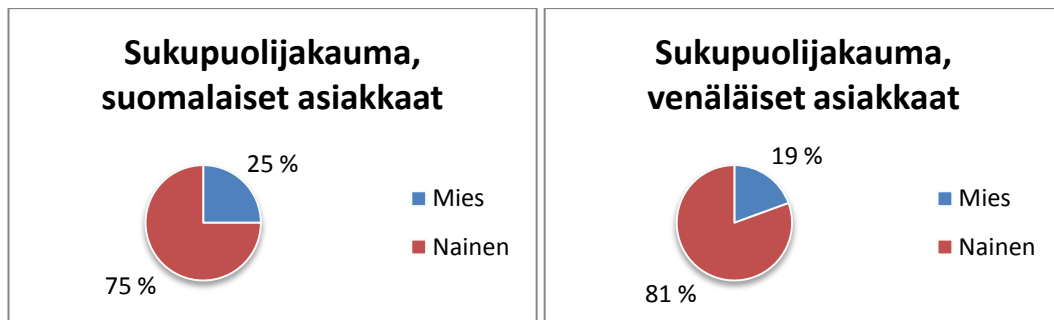 Sukupuolijakauma,
suomalaiset asiakkaat
25 %
75 %
Mies
Nainen
Sukupuolijakauma,
venäläiset asiakkaat
19 %
81 %
Mies
Nainen